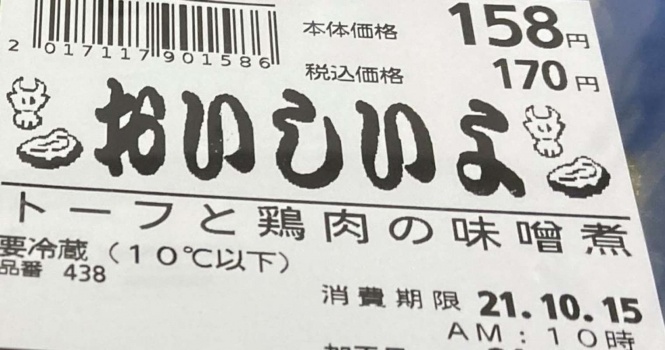 本体価格 158円
2 017117 901586
税込価格 170円
おいしいよ
トーフと鶏肉の味噌煮
要冷蔵（10℃以下）
品番 438
消費期限 21.10.15
AM：10時